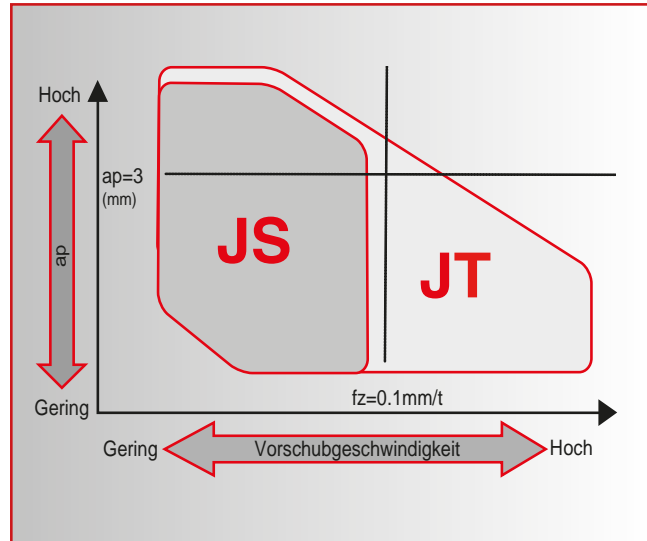 Hoch
ap=3
(mm)
ap
JS
JT
Gering
fz=0.1mm/t
Gering
Vorschubgeschwindigkeit
Hoch